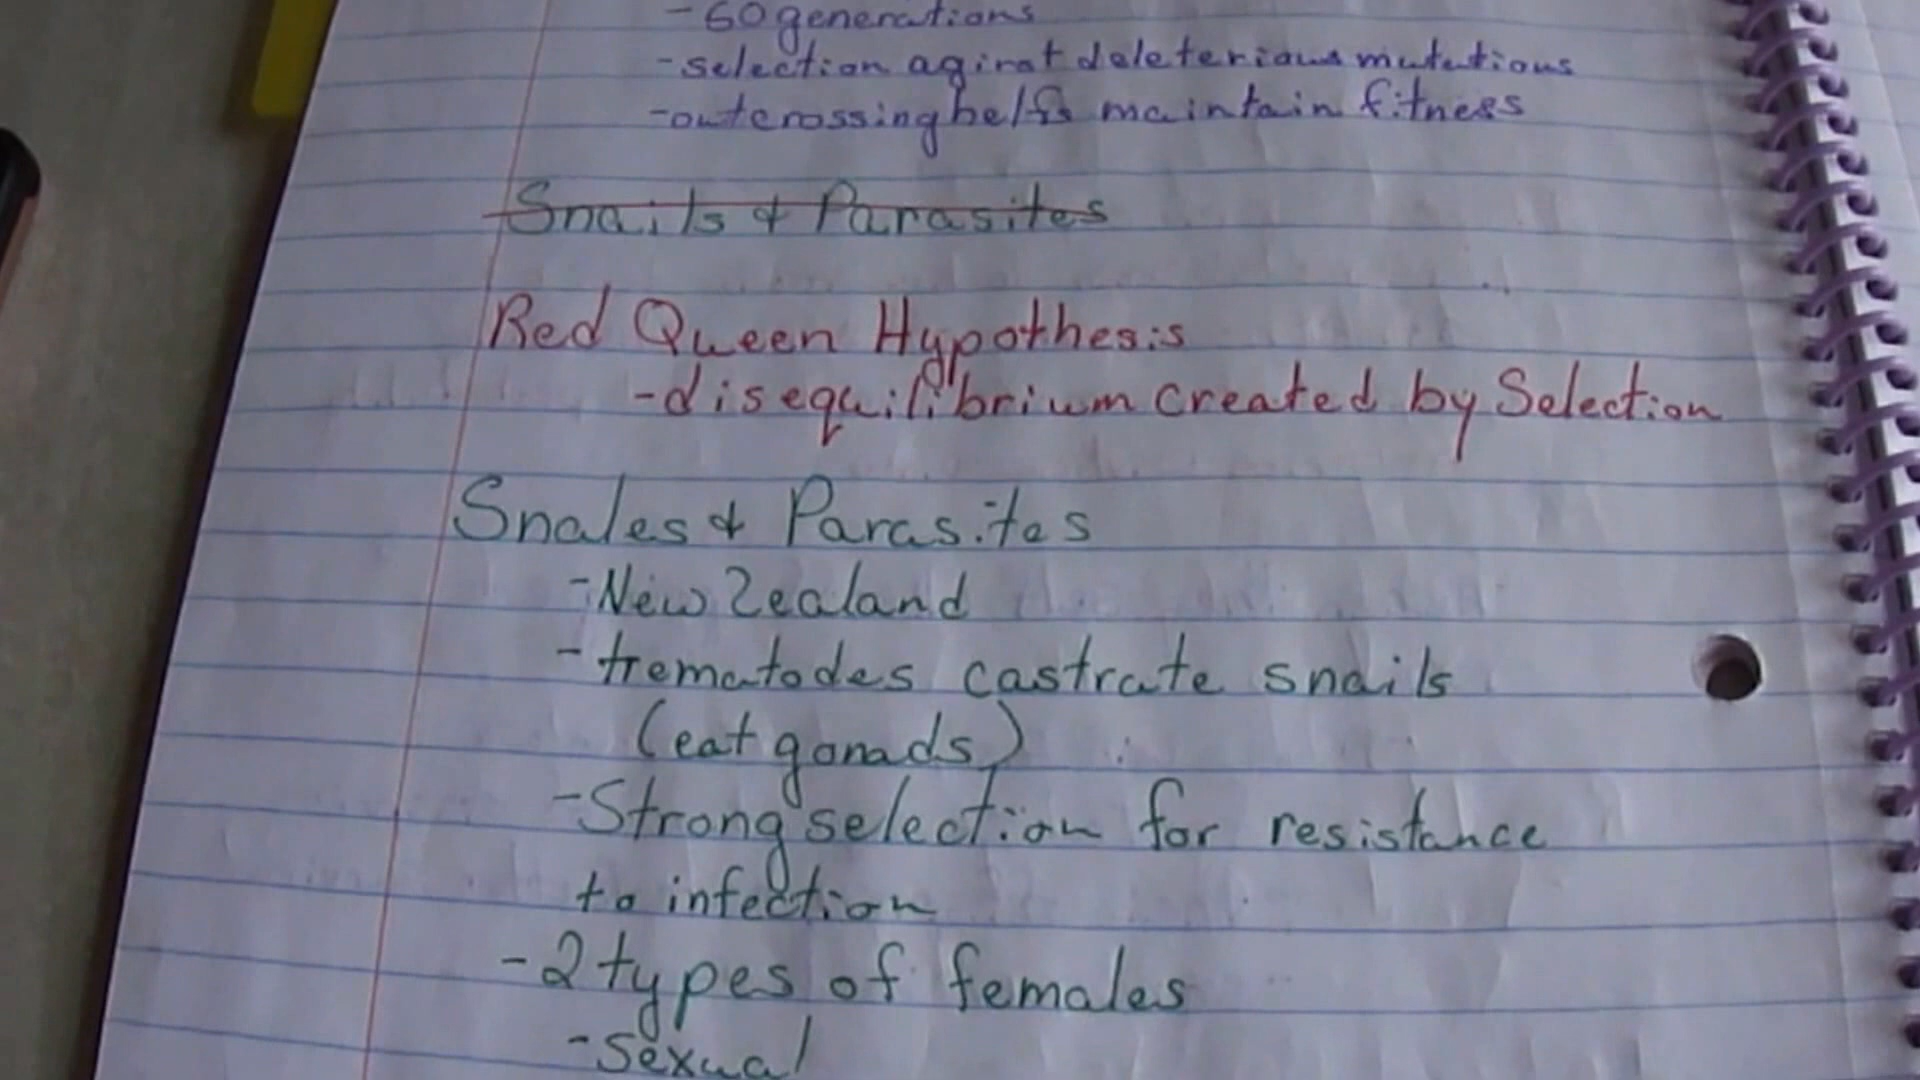 - 60 generations
- selection aginst deleterious mutations
- outcrossing helps maintain fitness
Snails & Parasites
Red Queen Hypothesis
- disequilibrium created by Selection
Snales & Parasites
- New Zealand
- trematodes castrate snails
(eat gonads)
- Strong selection for resistance
to infection
- 2 types of females
- sexual